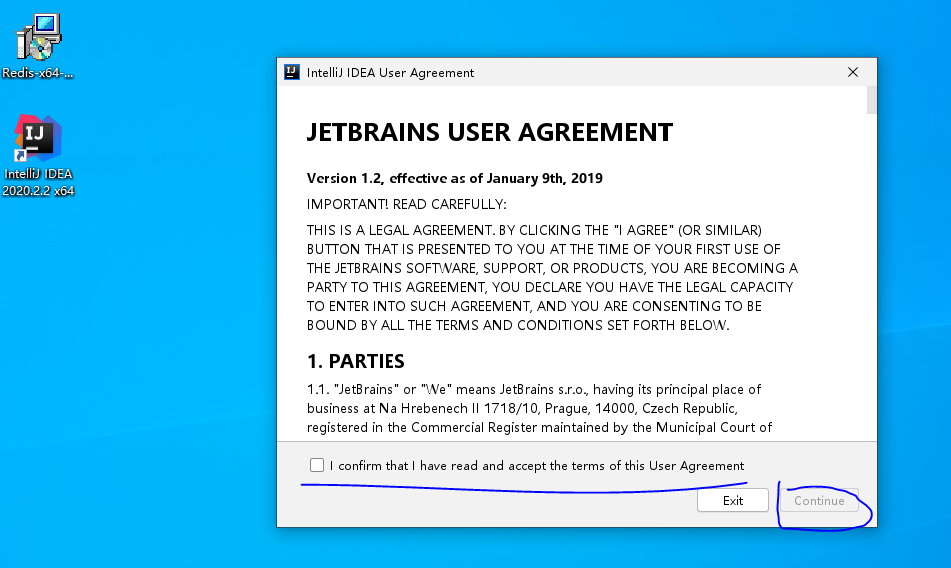 Redis-x64-...
IJ
IntelliJ IDEA
2020.2.2 x64
IJ IntelliJ IDEA User Agreement
JETBRAINS USER AGREEMENT
Version 1.2, effective as of January 9th, 2019
IMPORTANT! READ CAREFULLY:
THIS IS A LEGAL AGREEMENT. BY CLICKING THE "I AGREE" (OR SIMILAR)
BUTTON THAT IS PRESENTED TO YOU AT THE TIME OF YOUR FIRST USE OF
THE JETBRAINS SOFTWARE, SUPPORT, OR PRODUCTS, YOU ARE BECOMING A
PARTY TO THIS AGREEMENT, YOU DECLARE YOU HAVE THE LEGAL CAPACITY
TO ENTER INTO SUCH AGREEMENT, AND YOU ARE CONSENTING TO BE
BOUND BY ALL THE TERMS AND CONDITIONS SET FORTH BELOW.
1. PARTIES
1.1. "JetBrains" or "We" means JetBrains s.r.o., having its principal place of
business at Na Hrebenech II 1718/10, Prague, 14000, Czech Republic,
registered in the Commercial Register maintained by the Municipal Court of
I confirm that I have read and accept the terms of this User Agreement
Exit
Continue